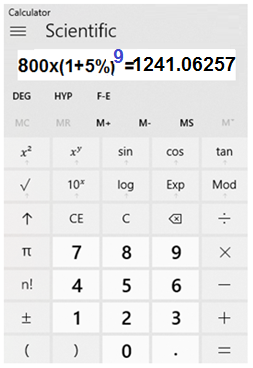 Calculator
Scientific
800x(1+5%)⁹=1241.06257
DEG HYP F-E
MC MR M+ M- MS M˅
x² xʸ sin cos tan
√ 10ˣ log Exp Mod
↑ CE C ⌫ ÷
π 7 8 9 ×
n! 4 5 6 −
± 1 2 3 +
( ) 0 . =